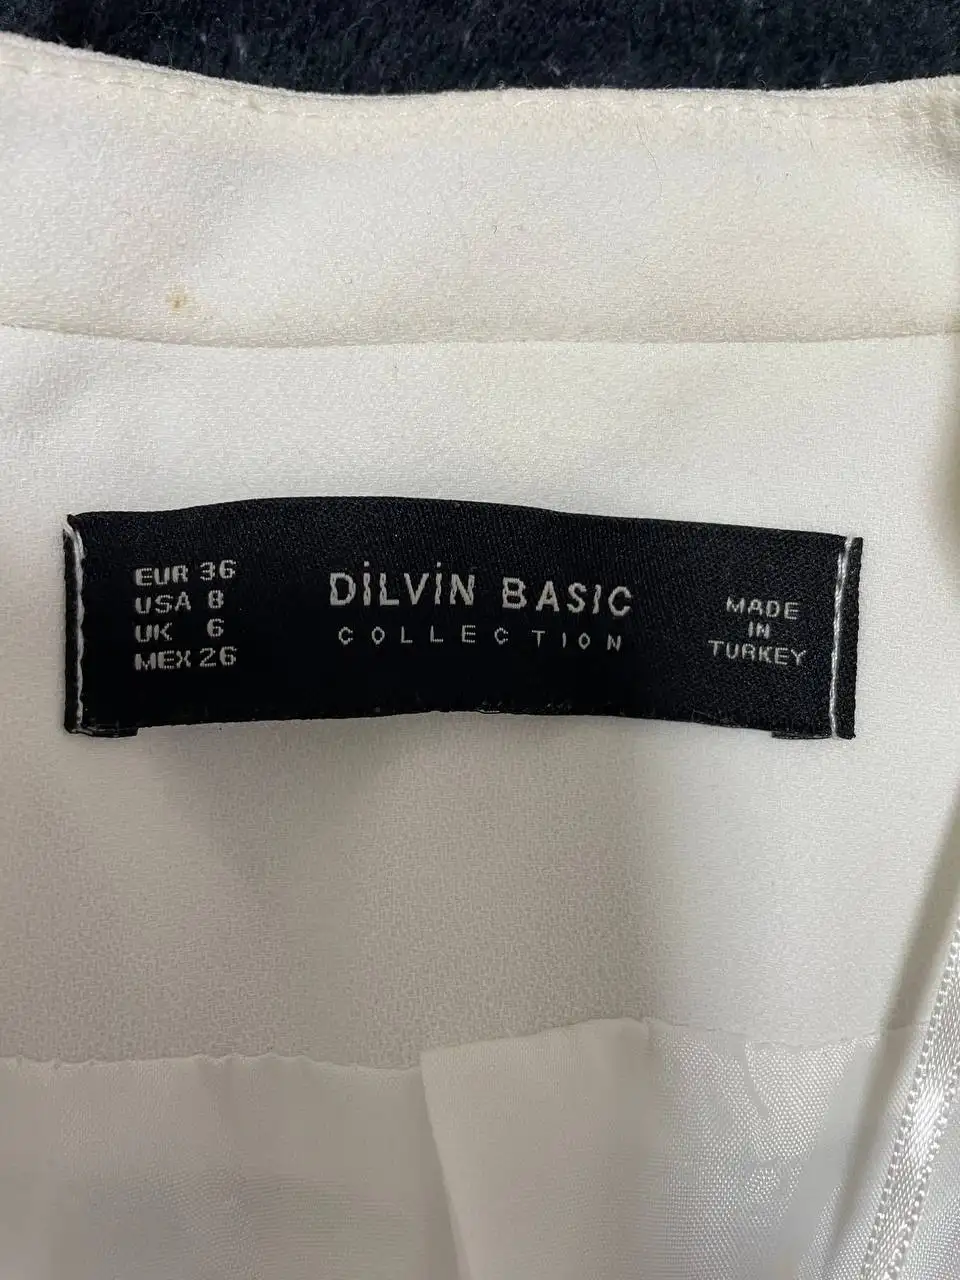 EUR 36
USA 8
UK 6
MEX 26
DİLVİN BASIC
COLLECTION
MADE
IN
TURKEY